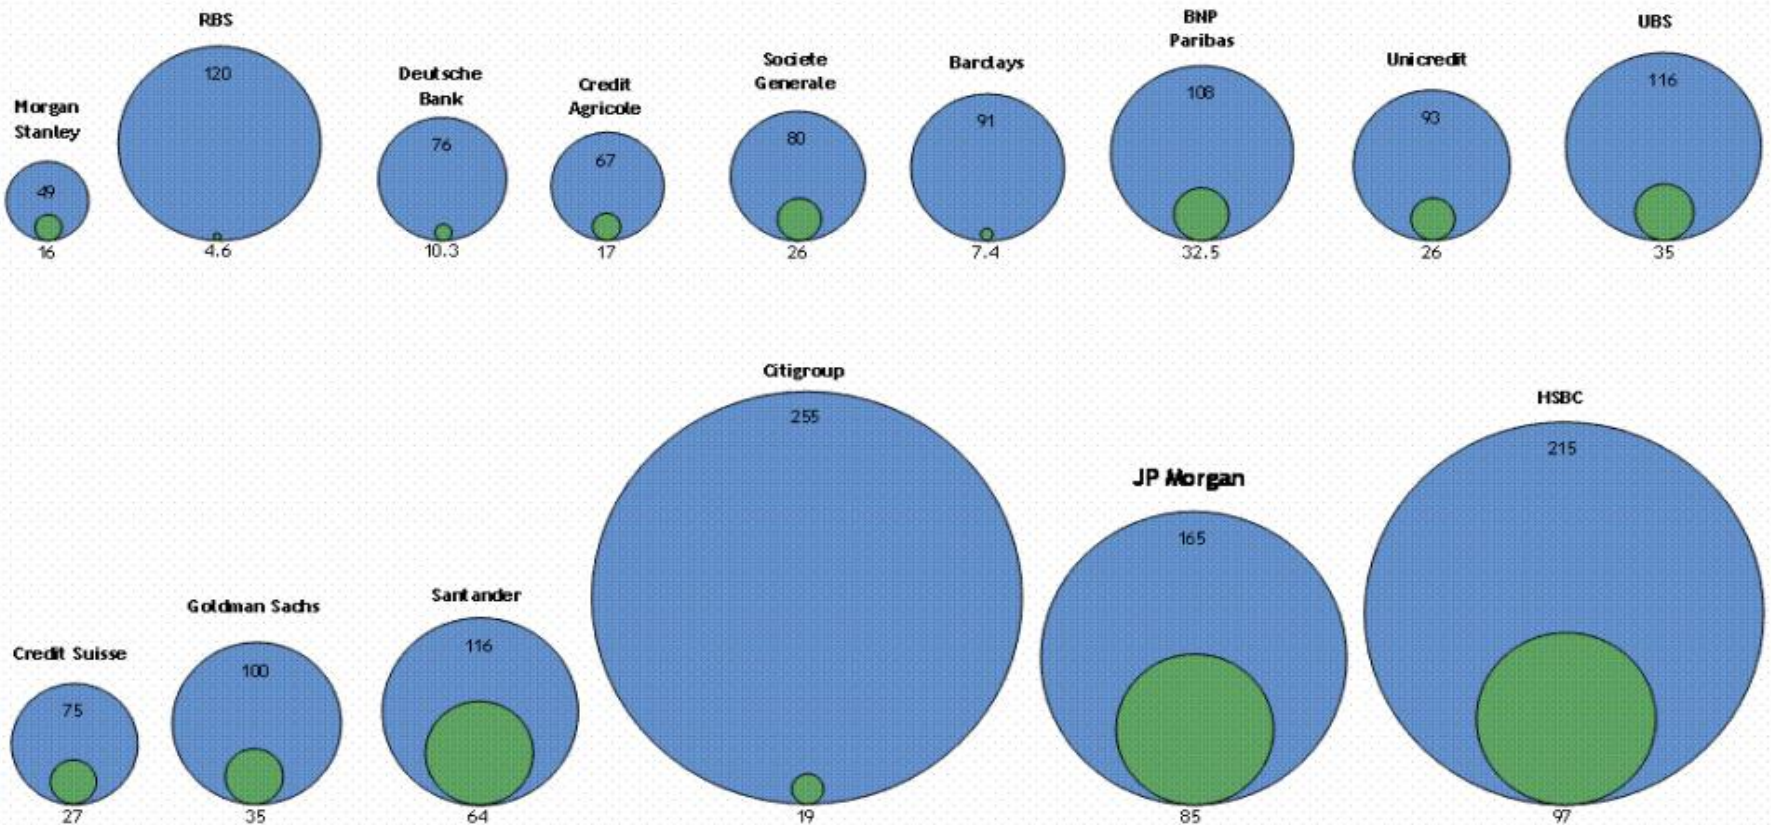 RBS
120
4.6
Morgan
Stanley
49
16
Deutsche
Bank
76
10.3
Credit
Agricole
67
17
Societe
Generale
80
26
Barclays
91
7.4
BNP
Paribas
108
32.5
Unicredit
93
26
UBS
116
35
Credit Suisse
75
27
Goldman Sachs
100
35
Santander
116
64
Citigroup
255
19
JP Morgan
165
85
HSBC
215
97